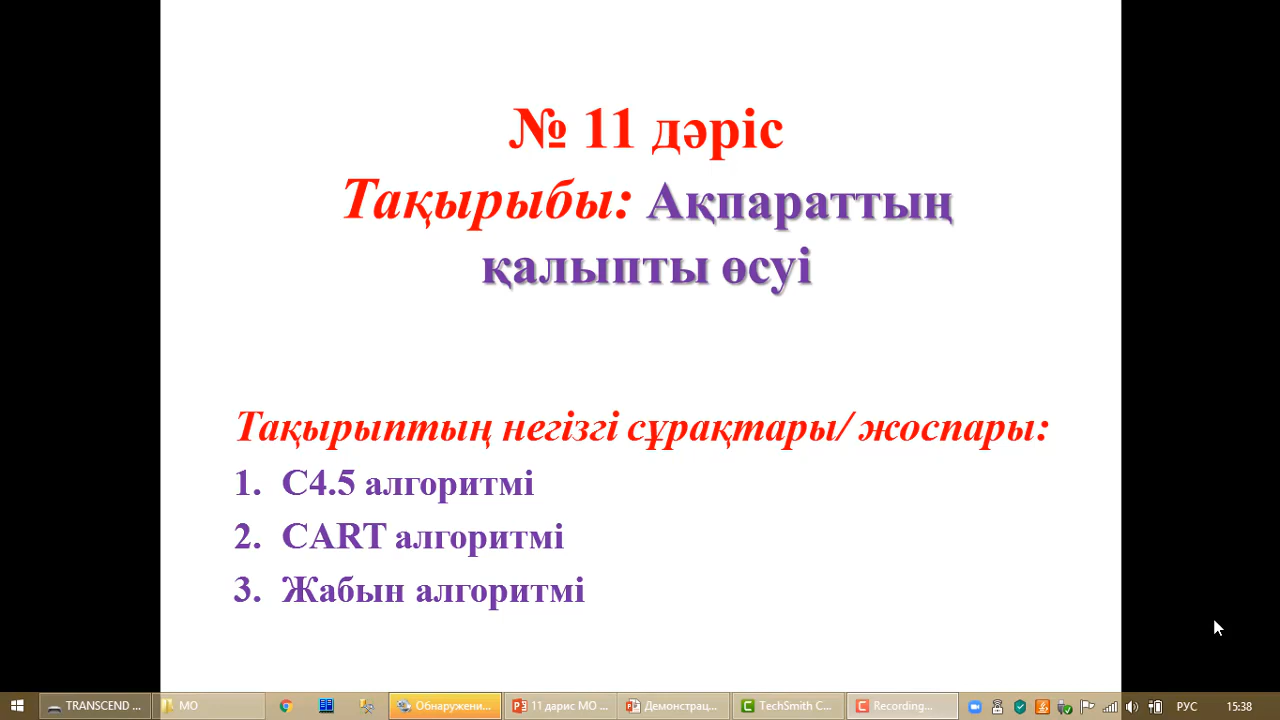 № 11 дәріс
Тақырыбы: Ақпараттың
қалыпты өсуі
Тақырыптың негізгі сұрақтары/ жоспары:
1. С4.5 алгоритмі
2. CART алгоритмі
3. Жабын алгоритмі
TRANSCEND ... MO Обнаружени... 11 дарис МО ... Демонстрац... TechSmith C... Recording... РУС 15:38